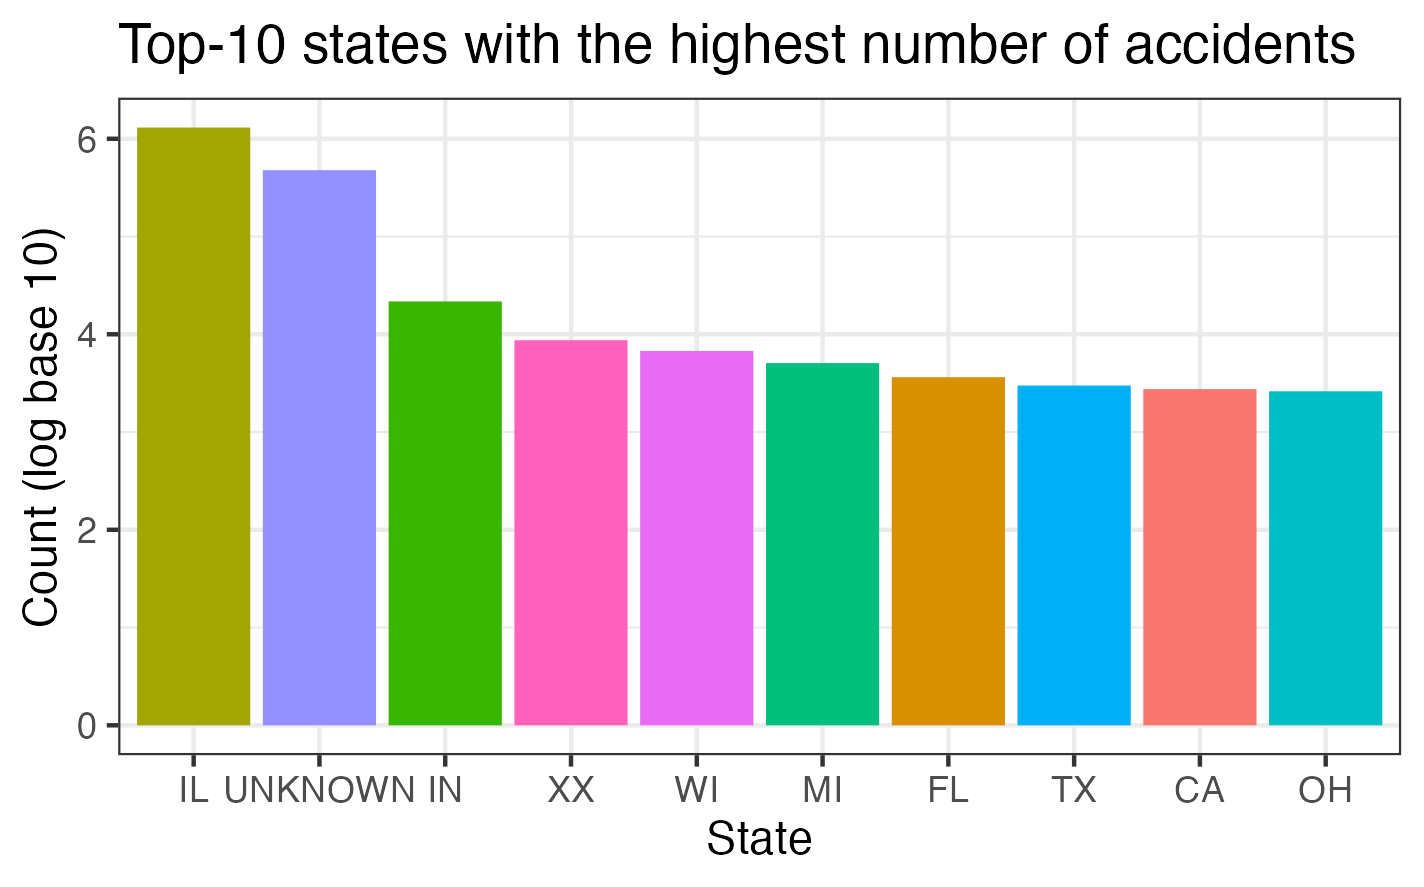 Top-10 states with the highest number of accidents
Count (log base 10)
6
4
2
0
IL UNKNOWN IN XX WI MI FL TX CA OH
State